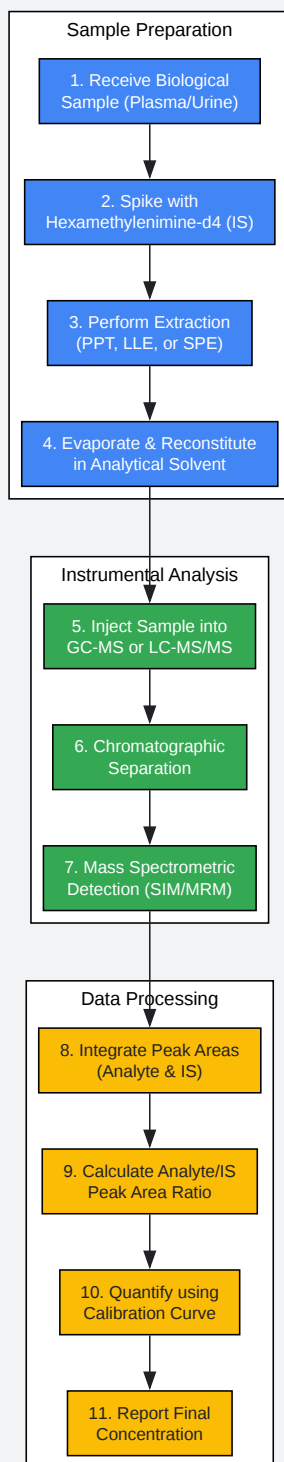 Sample Preparation
1. Receive Biological
Sample (Plasma/Urine)
2. Spike with
Hexamethylenimine-d4 (IS)
3. Perform Extraction
(PPT, LLE, or SPE)
4. Evaporate & Reconstitute
in Analytical Solvent
Instrumental Analysis
5. Inject Sample into
GC-MS or LC-MS/MS
6. Chromatographic
Separation
7. Mass Spectrometric
Detection (SIM/MRM)
Data Processing
8. Integrate Peak Areas
(Analyte & IS)
9. Calculate Analyte/IS
Peak Area Ratio
10. Quantify using
Calibration Curve
11. Report Final
Concentration